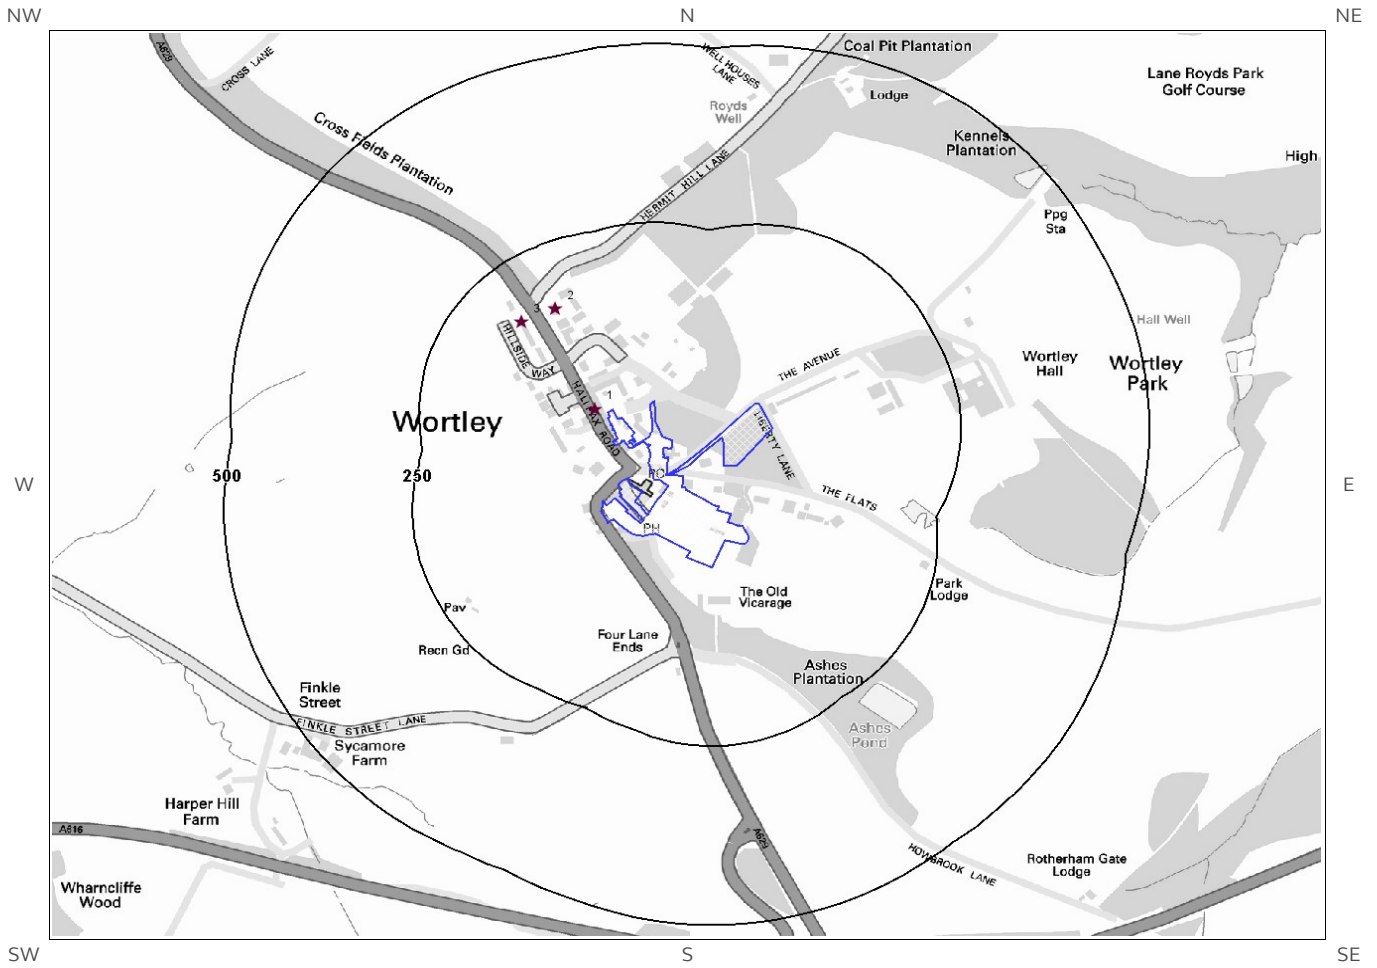 NW
N
NE
A629
CROSS LANE
WELL HOUSES
LANE
Coal Pit Plantation
Lane Royds Park
Golf Course
Lodge
Royds
Well
Cross Fields Plantation
Kennels
Plantation
High
HERMIT HILL LANE
Ppg
Sta
2
3
Hall Well
HILLSIDE WAY
THE AVENUE
Wortley
Hall
Wortley
Park
HALIFAX ROAD
1
Wortley
LIBERTY LANE
500
250
PO
W
E
THE FLATS
PH
The Old
Vicarage
Park
Lodge
Pav
Four Lane
Ends
Recn Gd
Ashes
Plantation
Finkle
Street
FINKLE STREET LANE
Ashes
Pond
Sycamore
Farm
Harper Hill
Farm
A616
A629
HOWBROOK LANE
Rotherham Gate
Lodge
Wharncliffe
Wood
SW
S
SE